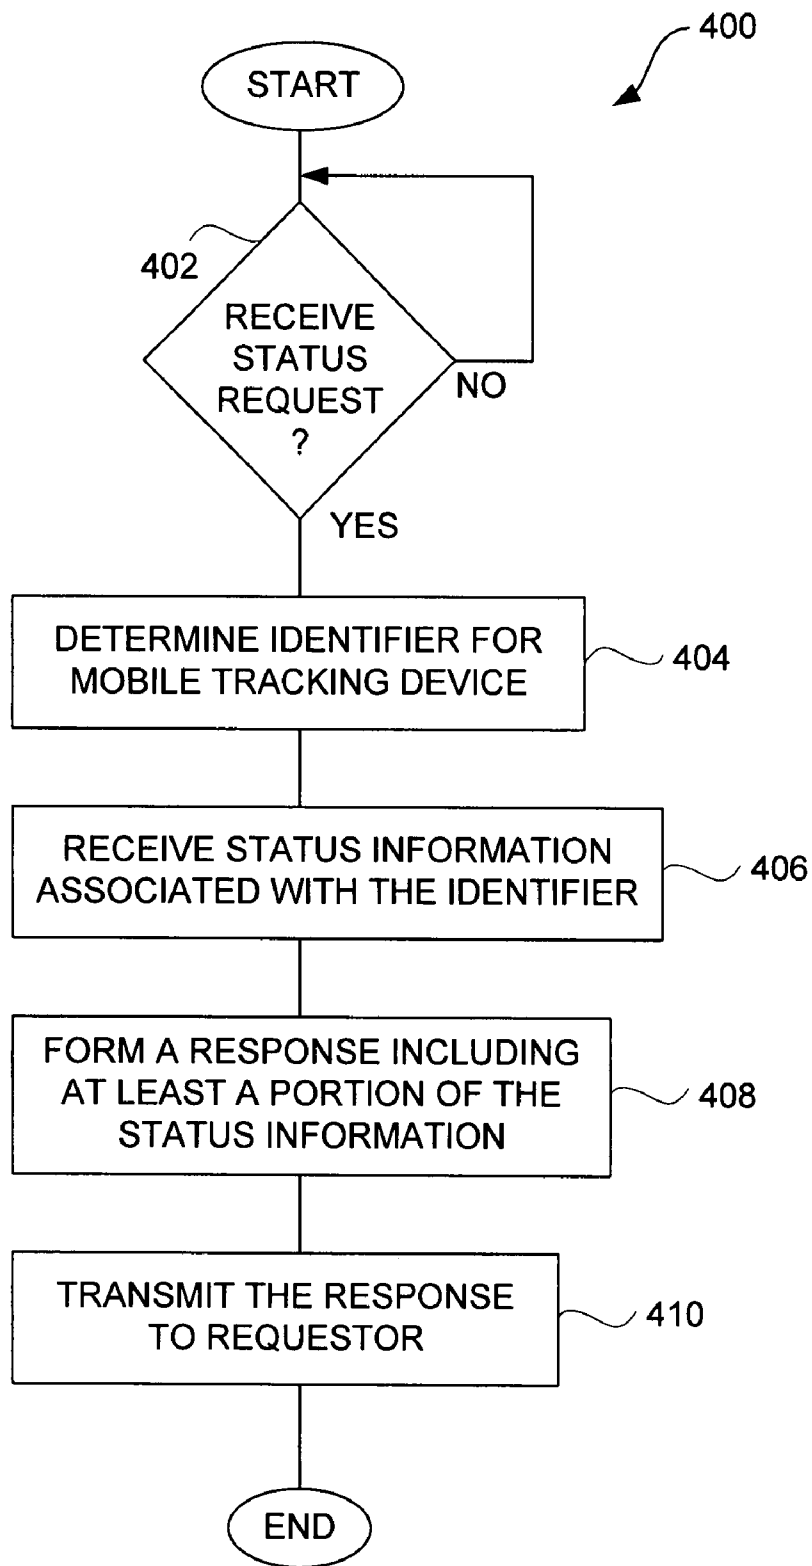 400
START
402
RECEIVE
STATUS
REQUEST
?
NO
YES
DETERMINE IDENTIFIER FOR
MOBILE TRACKING DEVICE
404
RECEIVE STATUS INFORMATION
ASSOCIATED WITH THE IDENTIFIER
406
FORM A RESPONSE INCLUDING
AT LEAST A PORTION OF THE
STATUS INFORMATION
408
TRANSMIT THE RESPONSE
TO REQUESTOR
410
END